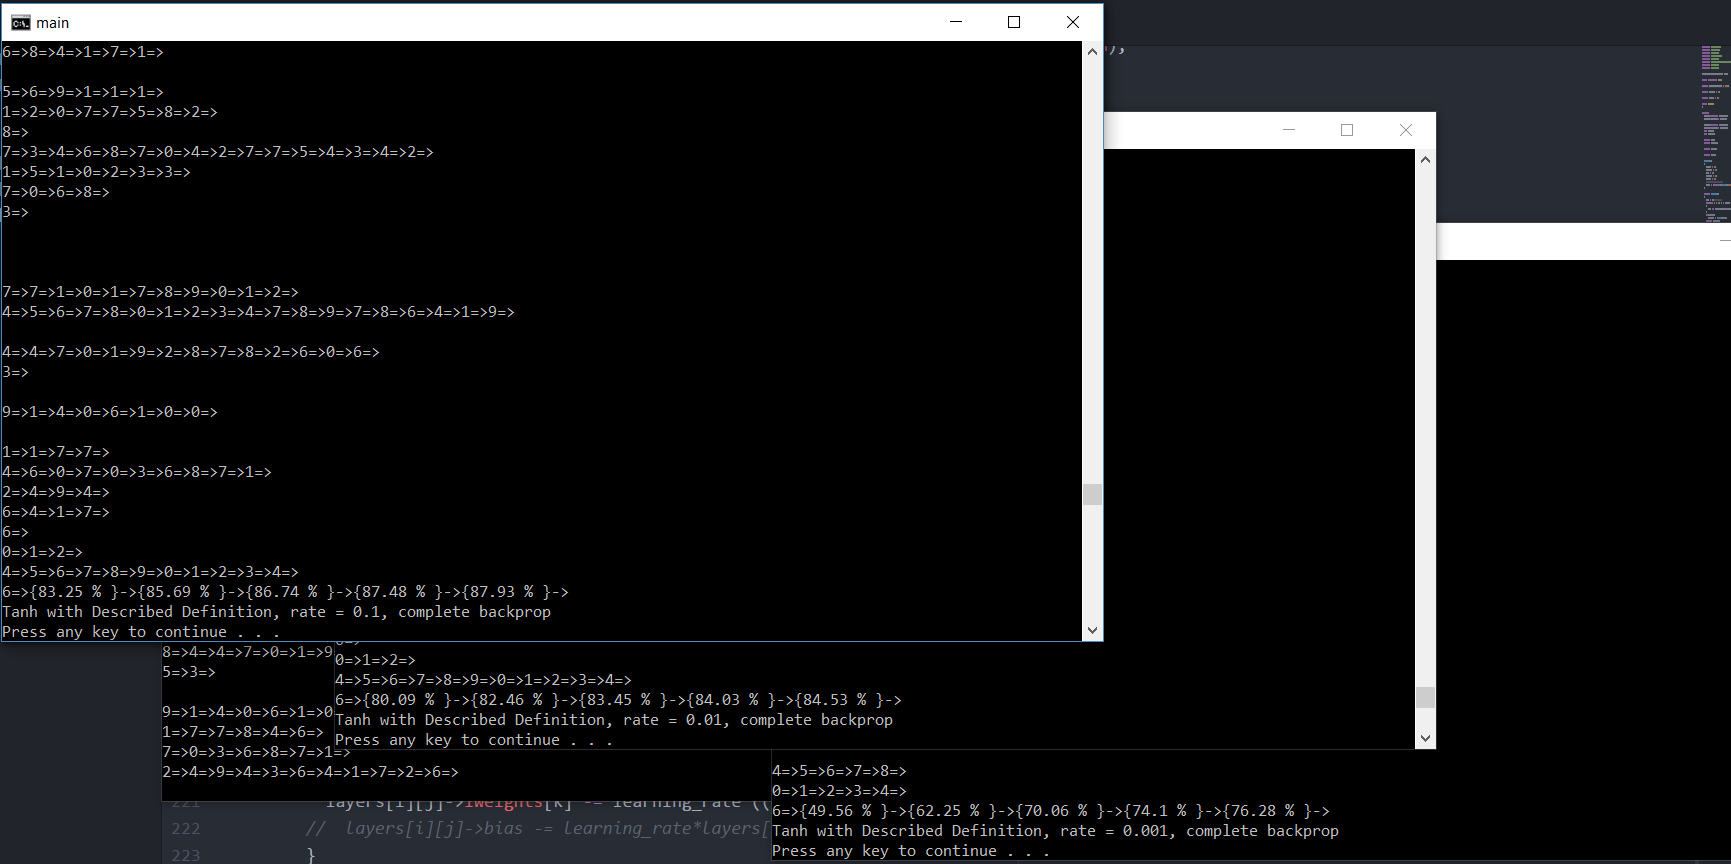 main
6=>8=>4=>1=>7=>1=>
5=>6=>9=>1=>1=>1=>
1=>2=>0=>7=>7=>5=>8=>2=>
8=>
7=>3=>4=>6=>8=>7=>0=>4=>2=>7=>7=>5=>4=>3=>4=>2=>
1=>5=>1=>0=>2=>3=>3=>
7=>0=>6=>8=>
3=>
7=>7=>1=>0=>1=>7=>8=>9=>0=>1=>2=>
4=>5=>6=>7=>8=>0=>1=>2=>3=>4=>7=>8=>9=>7=>8=>6=>4=>1=>9=>
4=>4=>7=>0=>1=>9=>2=>8=>7=>8=>2=>6=>0=>6=>
3=>
9=>1=>4=>0=>6=>1=>0=>0=>
1=>1=>7=>7=>
4=>6=>0=>7=>0=>3=>6=>8=>7=>1=>
2=>4=>9=>4=>
6=>4=>1=>7=>
6=>
0=>1=>2=>
4=>5=>6=>7=>8=>9=>0=>1=>2=>3=>4=>
6=>{83.25 % }->{85.69 % }->{86.74 % }->{87.48 % }->{87.93 % }->
Tanh with Described Definition, rate = 0.1, complete backprop
Press any key to continue . . .
8=>4=>4=>7=>0=>1=>9
5=>3=>
9=>1=>4=>0=>6=>1=>0
1=>7=>7=>8=>4=>6=>
7=>0=>3=>6=>8=>7=>1=>
2=>4=>9=>4=>3=>6=>4=>1=>7=>2=>6=>
0=>1=>2=>
4=>5=>6=>7=>8=>9=>0=>1=>2=>3=>4=>
6=>{80.09 % }->{82.46 % }->{83.45 % }->{84.03 % }->{84.53 % }->
Tanh with Described Definition, rate = 0.01, complete backprop
Press any key to continue . . .
4=>5=>6=>7=>8=>
0=>1=>2=>3=>4=>
6=>{49.56 % }->{62.25 % }->{70.06 % }->{74.1 % }->{76.28 % }->
Tanh with Described Definition, rate = 0.001, complete backprop
Press any key to continue . . .
221 layers[i][j]->iweights[k] -= learning_rate*((
222 // layers[i][j]->bias -= learning_rate*layers[
223 }